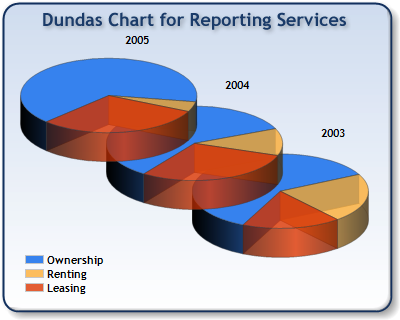 Dundas Chart for Reporting Services
2005
2004
2003
Ownership
Renting
Leasing